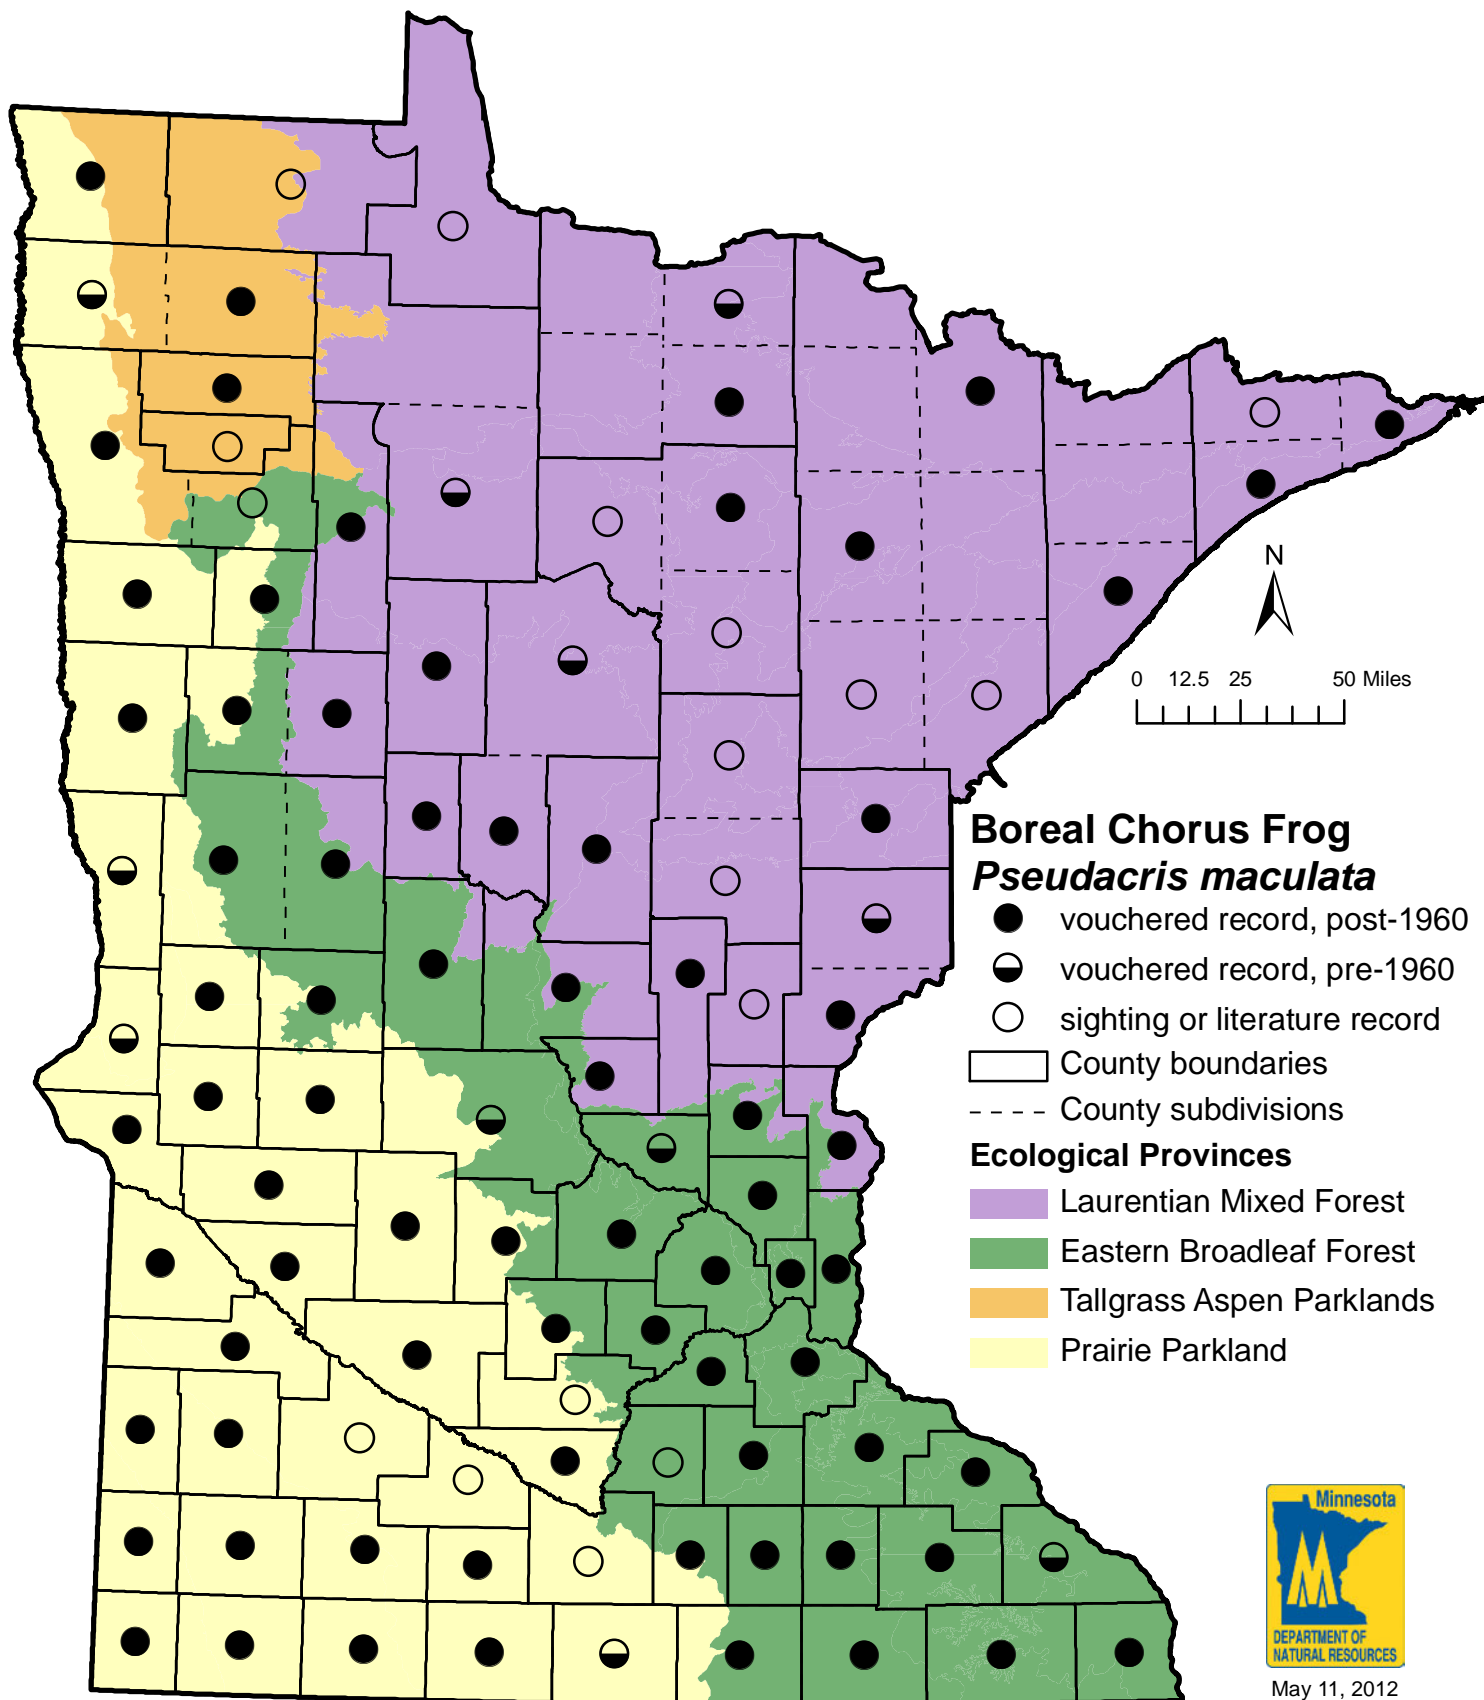 N
0 12.5 25 50 Miles
Boreal Chorus Frog
Pseudacris maculata
vouchered record, post-1960
vouchered record, pre-1960
sighting or literature record
County boundaries
County subdivisions
Ecological Provinces
Laurentian Mixed Forest
Eastern Broadleaf Forest
Tallgrass Aspen Parklands
Prairie Parkland
Minnesota
DEPARTMENT OF
NATURAL RESOURCES
May 11, 2012